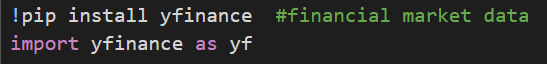 !pip install yfinance  #financial market data
import yfinance as yf